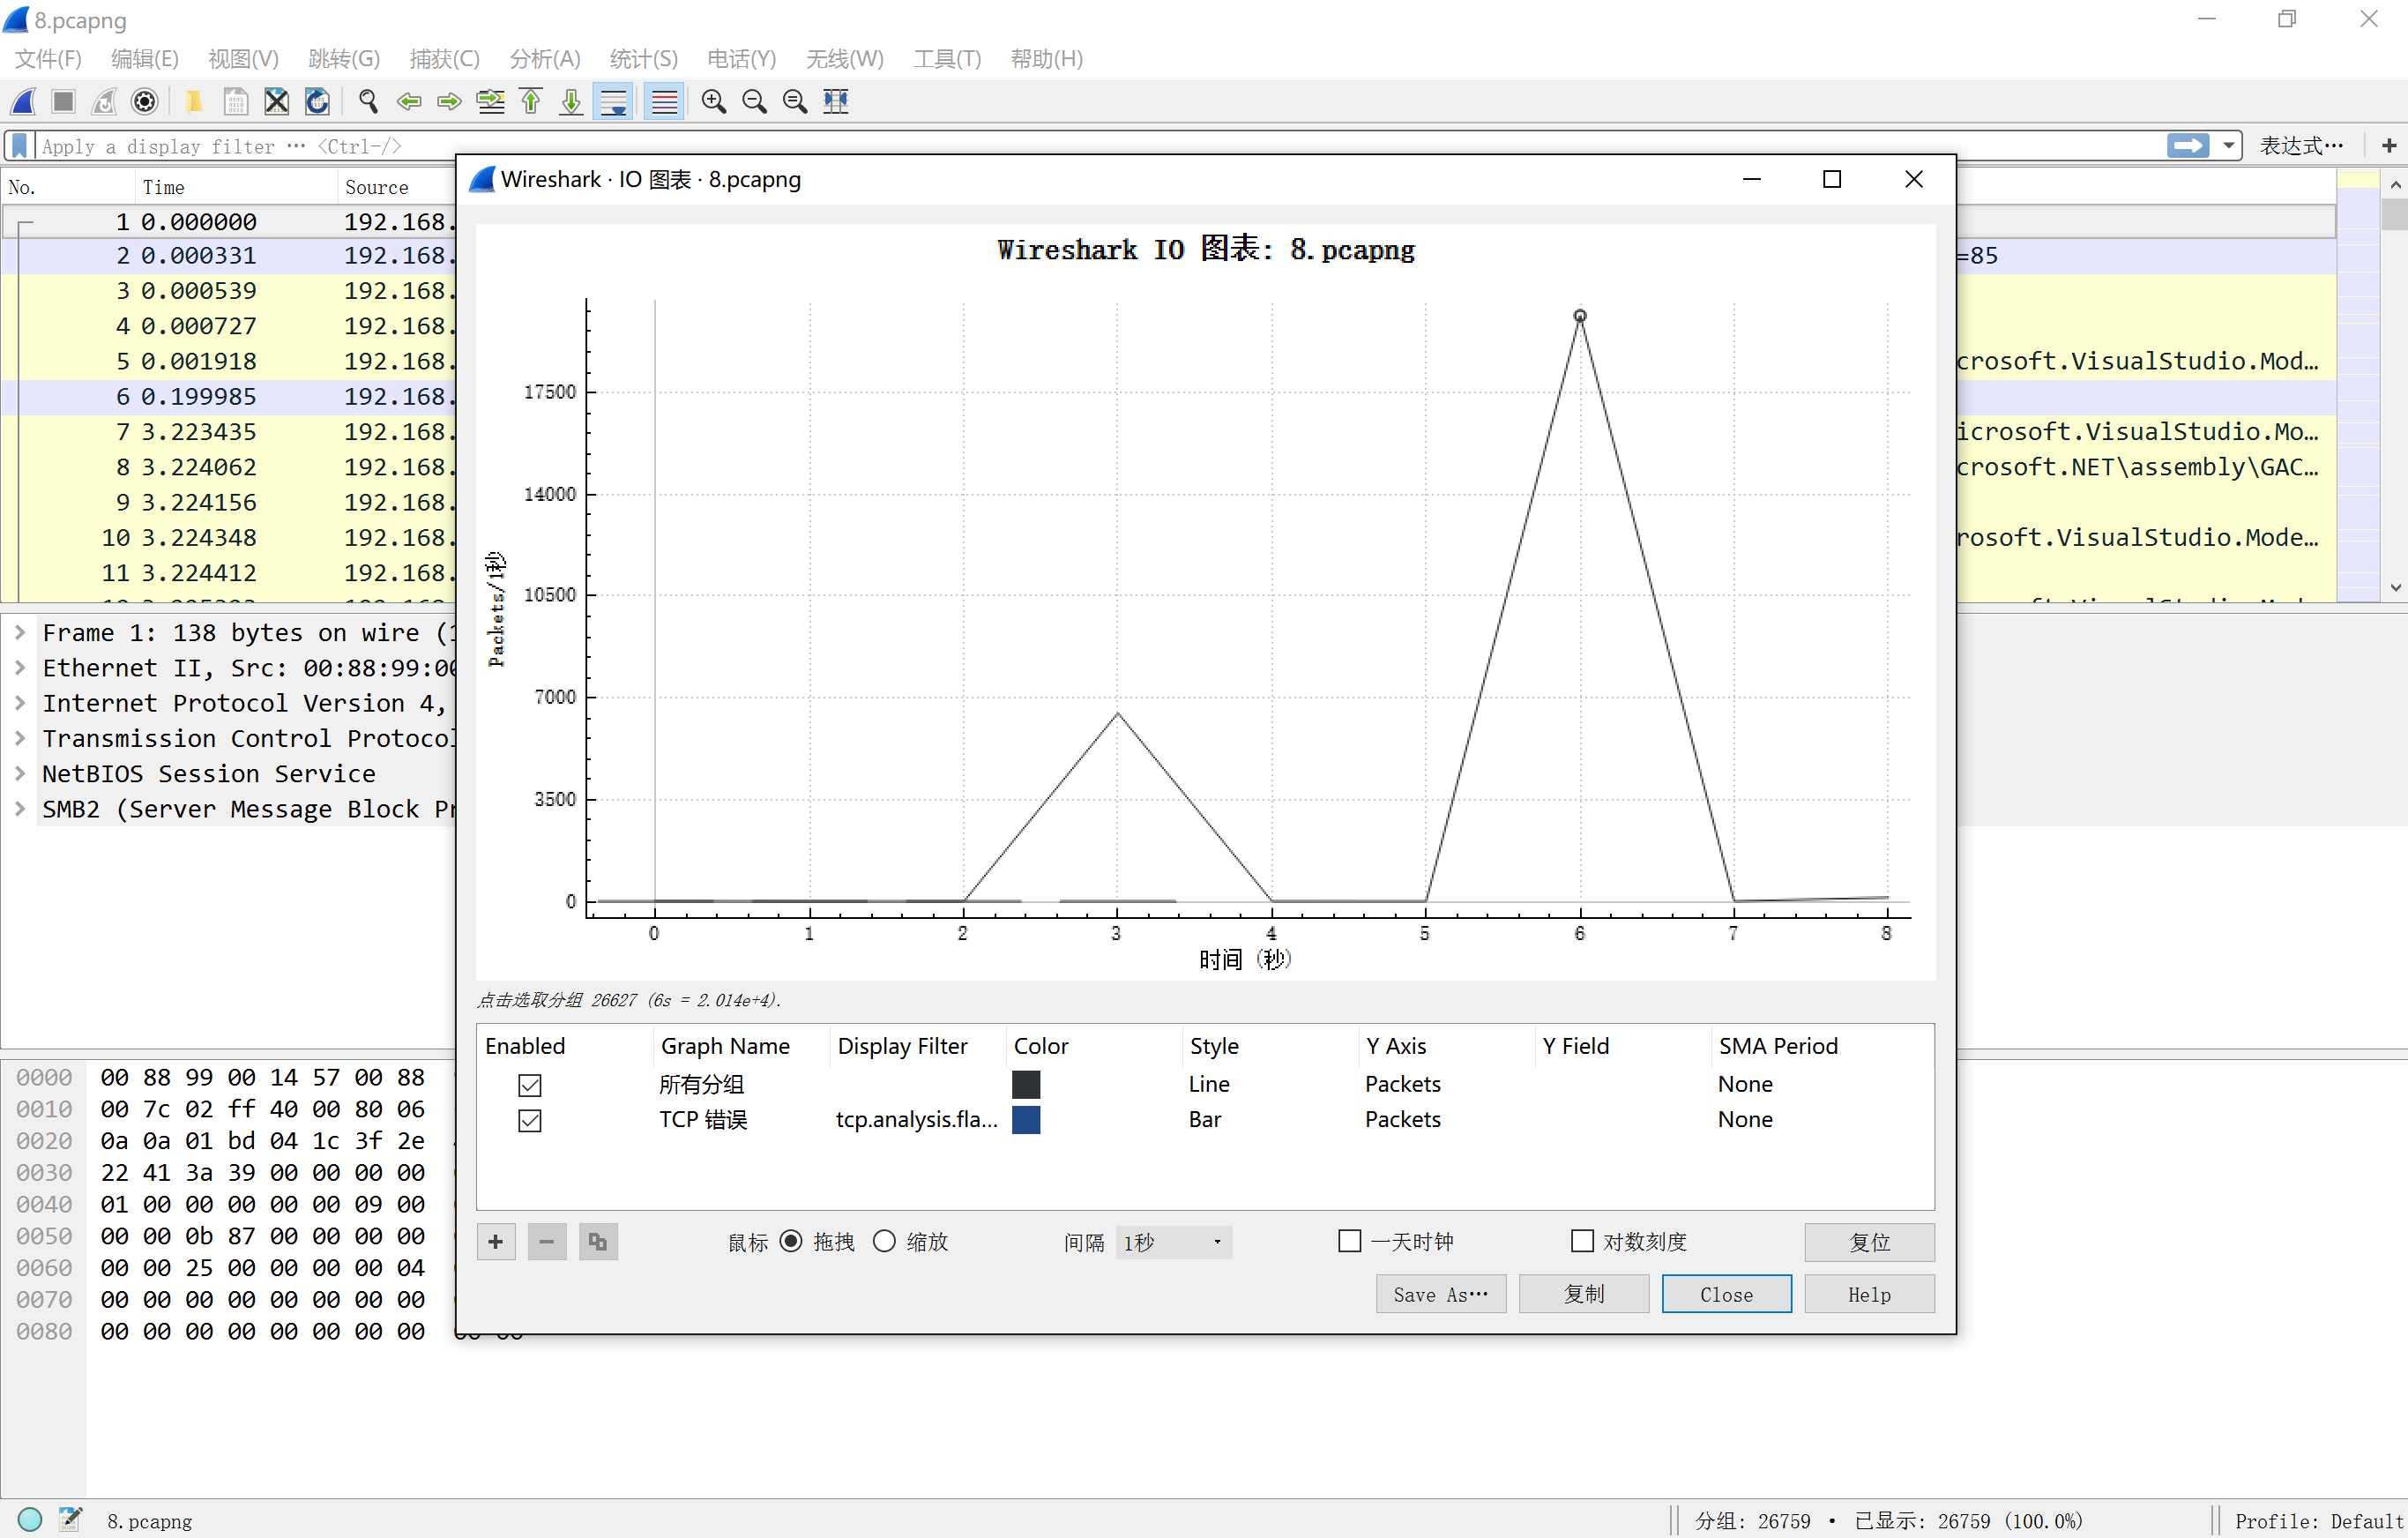 8.pcapng
文件(F) 编辑(E) 视图(V) 跳转(G) 捕获(C) 分析(A) 统计(S) 电话(Y) 无线(W) 工具(T) 帮助(H)
Apply a display filter … <Ctrl-/> 表达式… +
No. Time Source
1 0.000000 192.168.
2 0.000331 192.168. =85
3 0.000539 192.168.
4 0.000727 192.168.
5 0.001918 192.168. crosoft.VisualStudio.Mod…
6 0.199985 192.168.
7 3.223435 192.168. icrosoft.VisualStudio.Mo…
8 3.224062 192.168. crosoft.NET\assembly\GAC…
9 3.224156 192.168.
10 3.224348 192.168. rosoft.VisualStudio.Mode…
11 3.224412 192.168.
Frame 1: 138 bytes on wire (1
Ethernet II, Src: 00:88:99:00
Internet Protocol Version 4,
Transmission Control Protocol
NetBIOS Session Service
SMB2 (Server Message Block Pr
0000 00 88 99 00 14 57 00 88
0010 00 7c 02 ff 40 00 80 06
0020 0a 0a 01 bd 04 1c 3f 2e
0030 22 41 3a 39 00 00 00 00
0040 01 00 00 00 00 00 09 00
0050 00 00 0b 87 00 00 00 00
0060 00 00 25 00 00 00 00 04
0070 00 00 00 00 00 00 00 00
0080 00 00 00 00 00 00 00 00
Wireshark · IO 图表 · 8.pcapng
Wireshark IO 图表: 8.pcapng
Packets/1秒
17500
14000
10500
7000
3500
0
0 1 2 3 4 5 6 7 8
时间 (秒)
点击选取分组 26627 (6s = 2.014e+4).
Enabled Graph Name Display Filter Color Style Y Axis Y Field SMA Period
所有分组 Line Packets None
TCP 错误 tcp.analysis.fla... Bar Packets None
鼠标 拖拽 缩放 间隔 1秒 一天时钟 对数刻度 复位
Save As… 复制 Close Help
8.pcapng 分组: 26759 · 已显示: 26759 (100.0%) Profile: Default